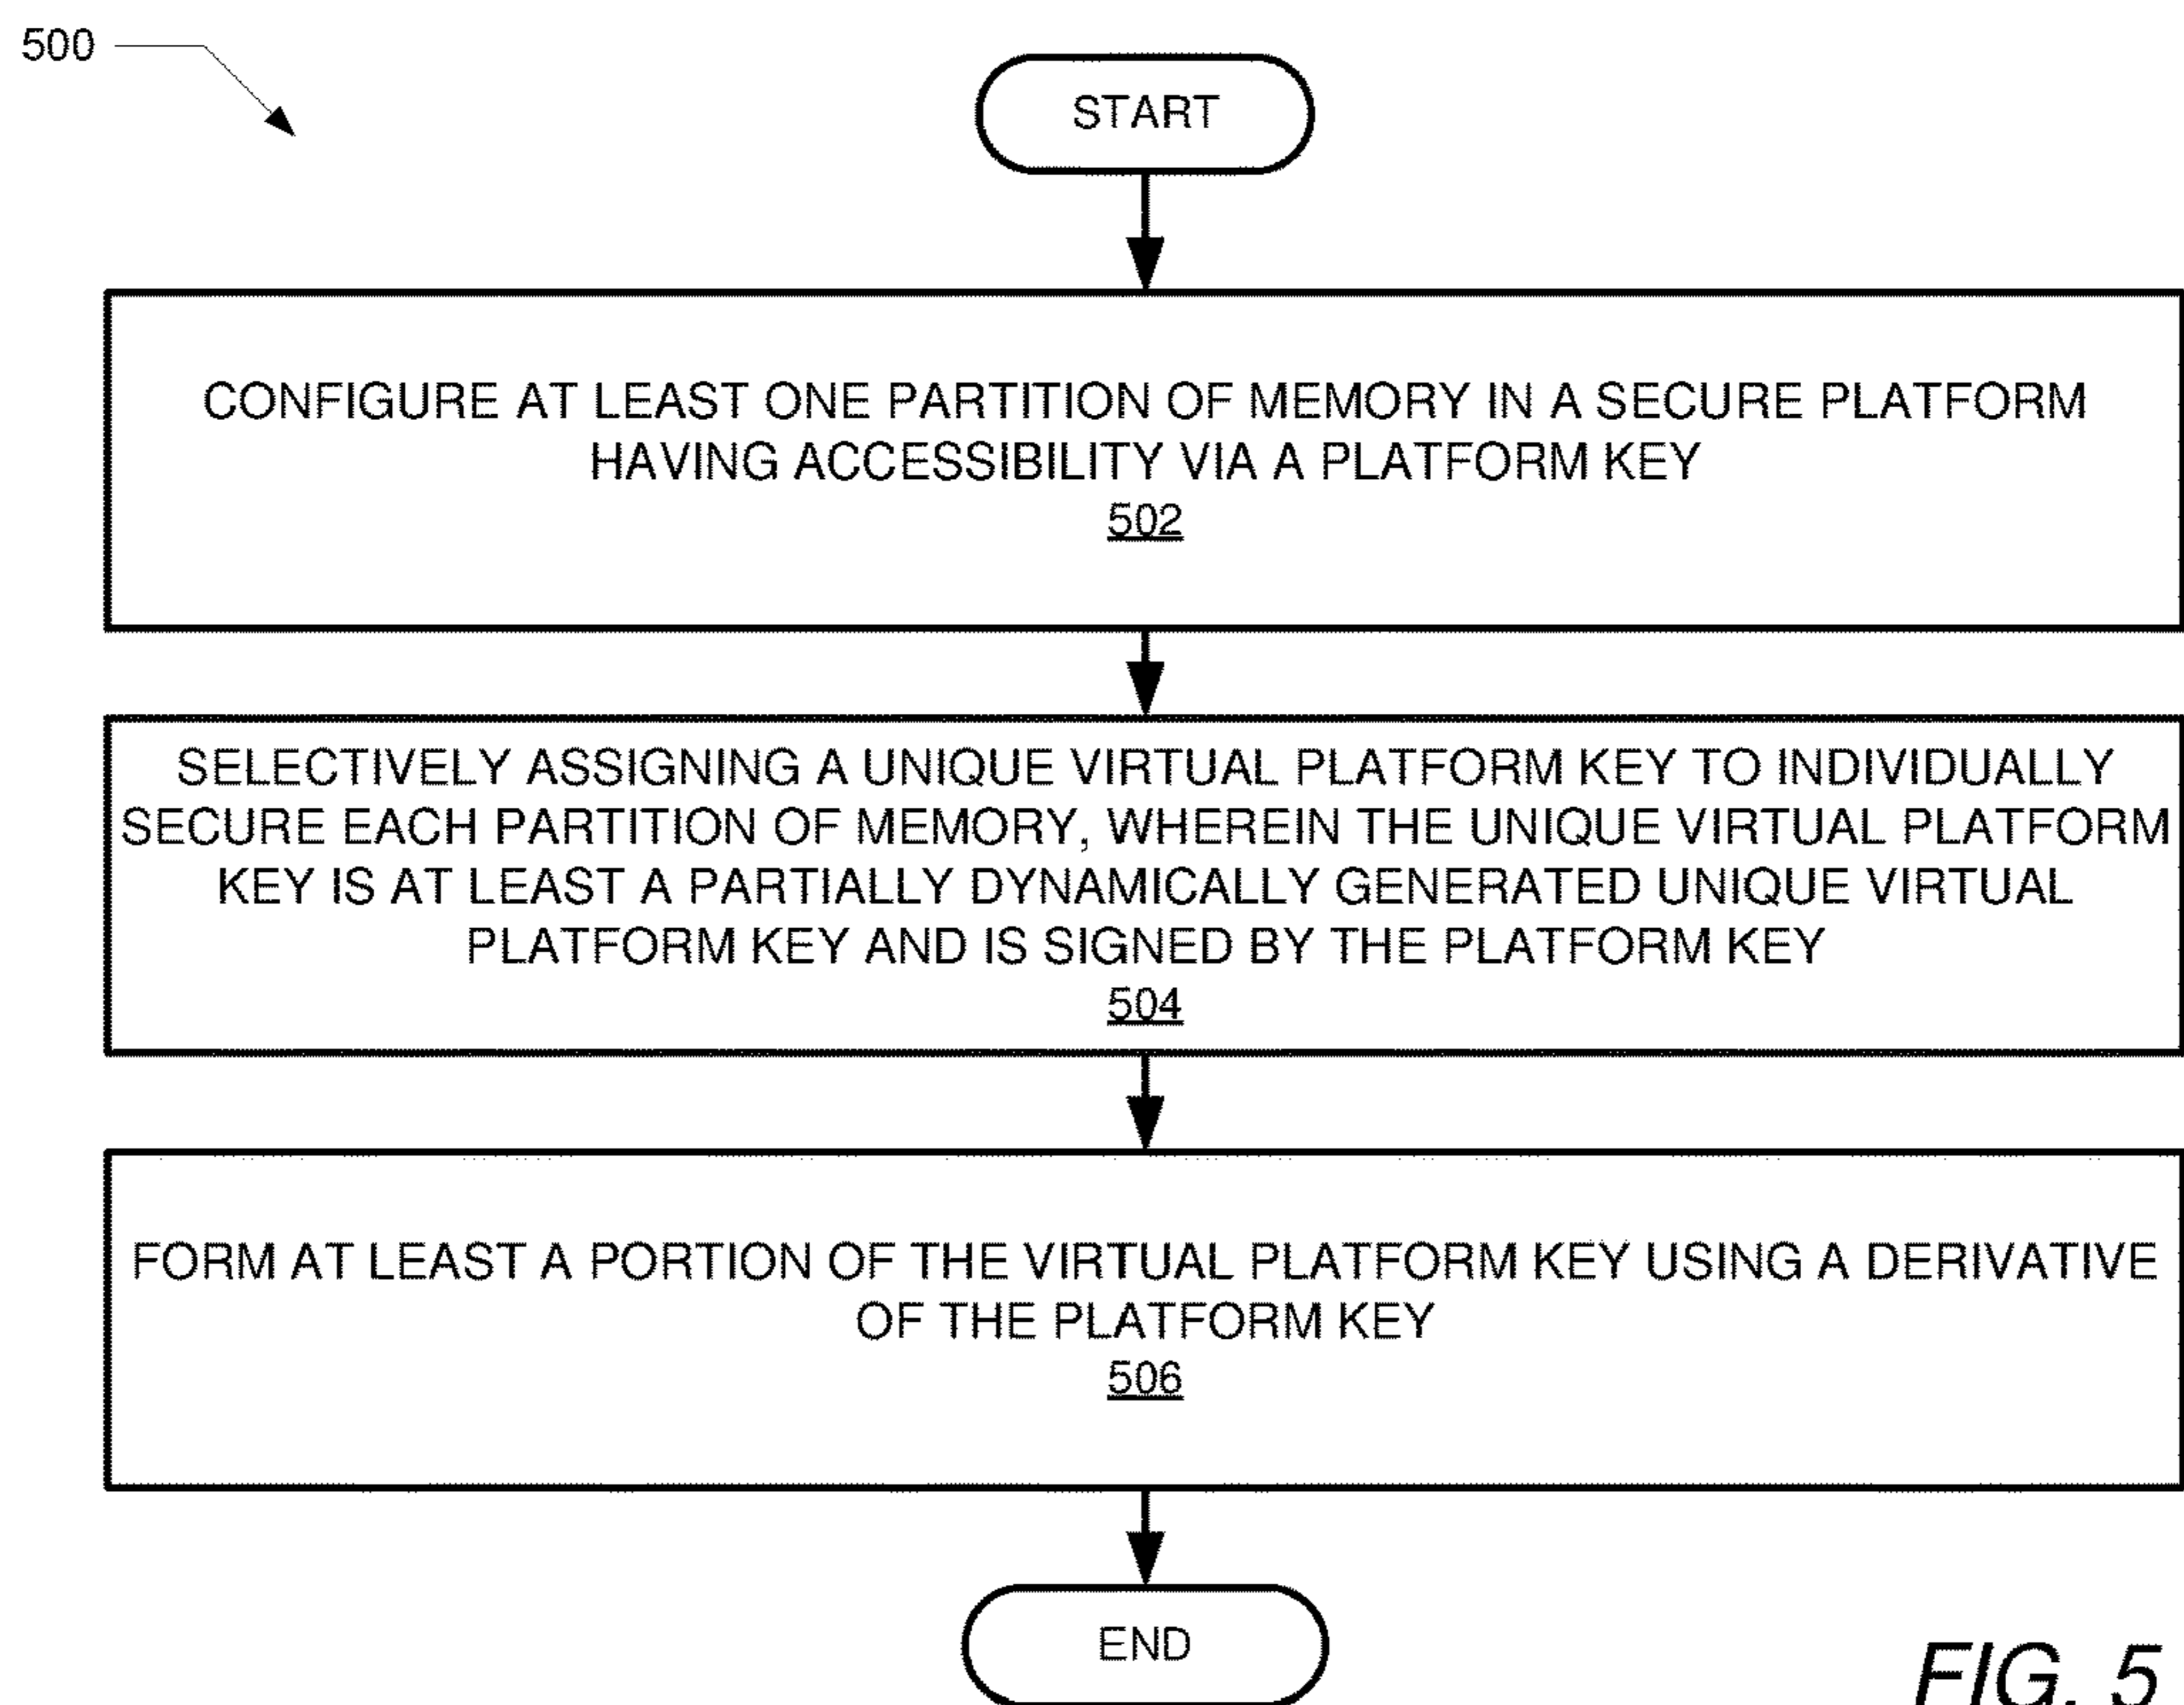 500
START
CONFIGURE AT LEAST ONE PARTITION OF MEMORY IN A SECURE PLATFORM
HAVING ACCESSIBILITY VIA A PLATFORM KEY
502
SELECTIVELY ASSIGNING A UNIQUE VIRTUAL PLATFORM KEY TO INDIVIDUALLY
SECURE EACH PARTITION OF MEMORY, WHEREIN THE UNIQUE VIRTUAL PLATFORM
KEY IS AT LEAST A PARTIALLY DYNAMICALLY GENERATED UNIQUE VIRTUAL
PLATFORM KEY AND IS SIGNED BY THE PLATFORM KEY
504
FORM AT LEAST A PORTION OF THE VIRTUAL PLATFORM KEY USING A DERIVATIVE
OF THE PLATFORM KEY
506
END
FIG. 5